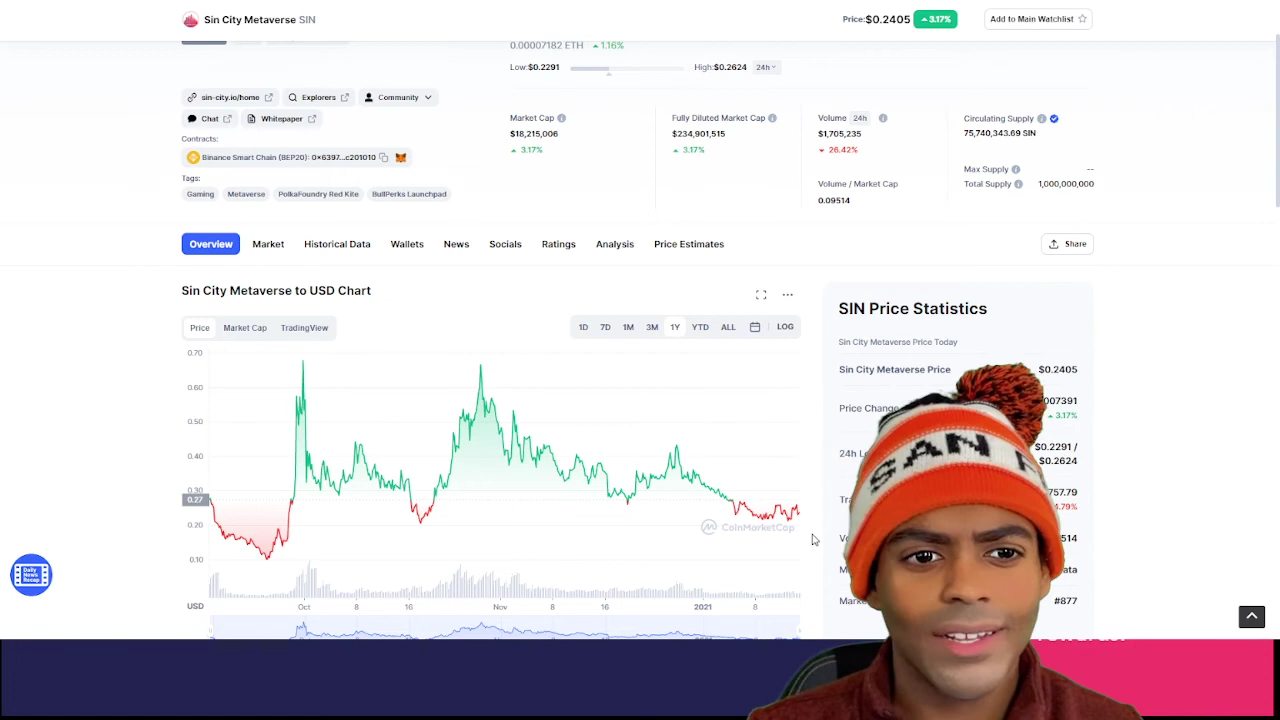 Sin City Metaverse SIN
Price: $0.2405 3.17%
Add to Main Watchlist
0.00007182 ETH 1.16%
Low: $0.2291 High: $0.2624 24h
sin-city.io/home Explorers Community
Chat Whitepaper
Contracts:
Binance Smart Chain (BEP20): 0x6397...c201010
Tags:
Gaming Metaverse PolkaFoundry Red Kite BullPerks Launchpad
Market Cap
$18,215,006
3.17%
Fully Diluted Market Cap
$234,901,515
3.17%
Volume 24h
$1,705,235
26.42%
Volume / Market Cap
0.09514
Circulating Supply
75,740,343.69 SIN
Max Supply --
Total Supply 1,000,000,000
Overview Market Historical Data Wallets News Socials Ratings Analysis Price Estimates
Share
Sin City Metaverse to USD Chart
Price Market Cap TradingView
1D 7D 1M 3M 1Y YTD ALL LOG
0.70
0.60
0.50
0.40
0.30
0.27
0.20
0.10
CoinMarketCap
USD
Oct 8 16 Nov 8 16 2021 8
SIN Price Statistics
Sin City Metaverse Price Today
Sin City Metaverse Price $0.2405
Price Change 007391
3.17%
24h $0.2291 /
$0.2624
757.79
4.79%
514
#877
Daily
News
Recap
SAN